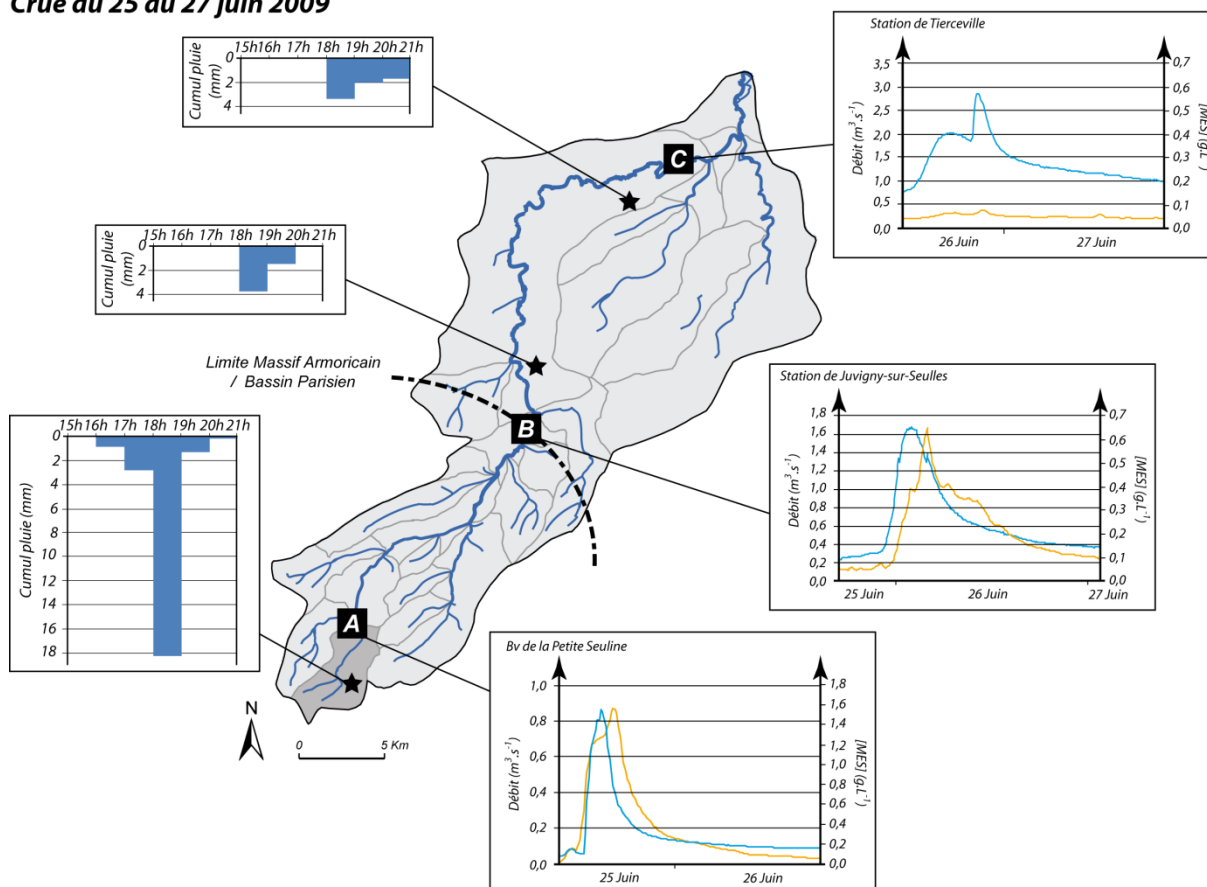 Crue du 25 au 27 juin 2009
15h 16h 17h 18h 19h 20h 21h
Cumul pluie
(mm)
0
2
4
15h 16h 17h 18h 19h 20h 21h
Cumul pluie
(mm)
0
2
4
Limite Massif Armoricain
/ Bassin Parisien
15h 16h 17h 18h 19h 20h 21h
Cumul pluie (mm)
0
2
4
6
8
10
12
14
16
18
A
B
C
N
0 5 Km
Station de Tierceville
Débit (m³.s⁻¹)
3,5
3,0
2,5
2,0
1,5
1,0
0,5
0,0
0,7
0,6
0,5
0,4
0,3
0,2
0,1
0,0
[MES] (g.L
26 Juin 27 Juin
Station de Juvigny-sur-Seulles
Débit (m³.s⁻¹)
1,8
1,6
1,4
1,2
1,0
0,8
0,6
0,4
0,2
0,0
0,7
0,6
0,5
0,4
0,3
0,2
0,1
0,0
[MES] (g.L⁻¹)
25 Juin 26 Juin 27 Juin
Bv de la Petite Seuline
Débit (m³.s⁻¹)
1,0
0,8
0,6
0,4
0,2
0,0
1,8
1,6
1,4
1,2
1,0
0,8
0,6
0,4
0,2
0,0
[MES] (g.L⁻¹)
25 Juin 26 Juin